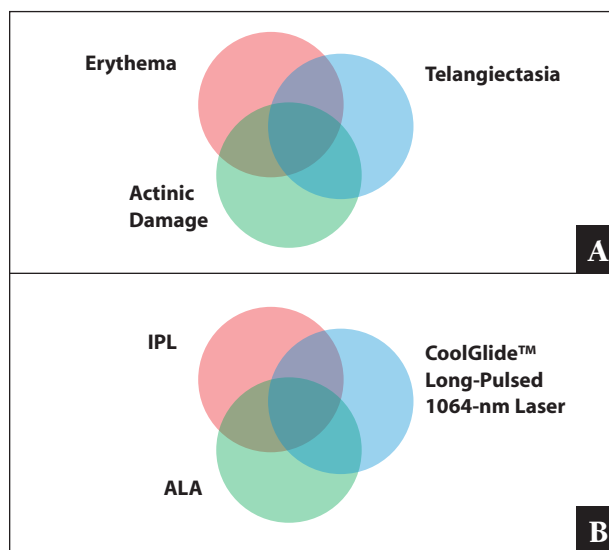 Erythema
Telangiectasia
Actinic
Damage
A
IPL
CoolGlide™
Long-Pulsed
1064-nm Laser
ALA
B